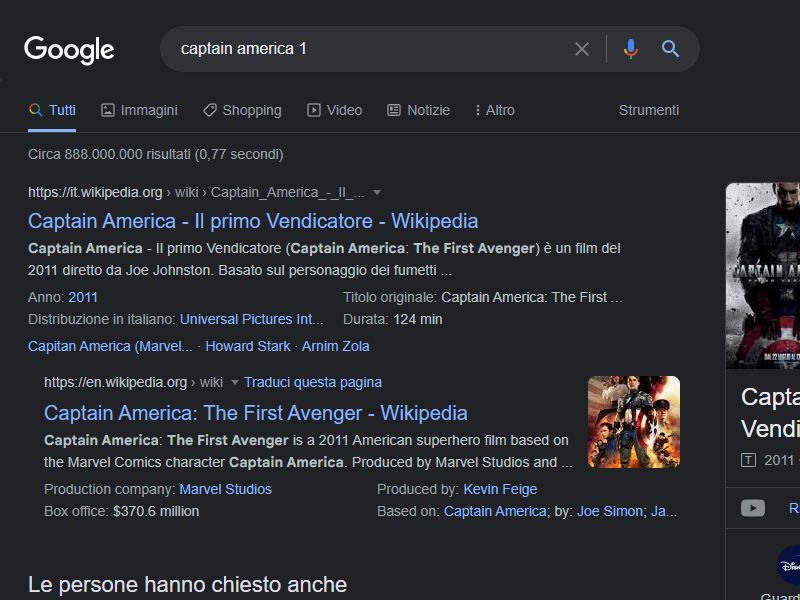 Google
captain america 1
Tutti Immagini Shopping Video Notizie Altro Strumenti
Circa 888.000.000 risultati (0,77 secondi)
https://it.wikipedia.org › wiki › Captain_America_-_Il_...
Captain America - Il primo Vendicatore - Wikipedia
Captain America - Il primo Vendicatore (Captain America: The First Avenger) è un film del
2011 diretto da Joe Johnston. Basato sul personaggio dei fumetti ...
Anno: 2011
Titolo originale: Captain America: The First ...
Distribuzione in italiano: Universal Pictures Int...
Durata: 124 min
Capitan America (Marvel... · Howard Stark · Arnim Zola
https://en.wikipedia.org › wiki Traduci questa pagina
Captain America: The First Avenger - Wikipedia
Captain America: The First Avenger is a 2011 American superhero film based on
the Marvel Comics character Captain America. Produced by Marvel Studios and ...
Production company: Marvel Studios
Produced by: Kevin Feige
Box office: $370.6 million
Based on: Captain America; by: Joe Simon; Ja...
Le persone hanno chiesto anche
CAPTAIN AM
Capta
Vendi
T 2011
R
Disn
Guard